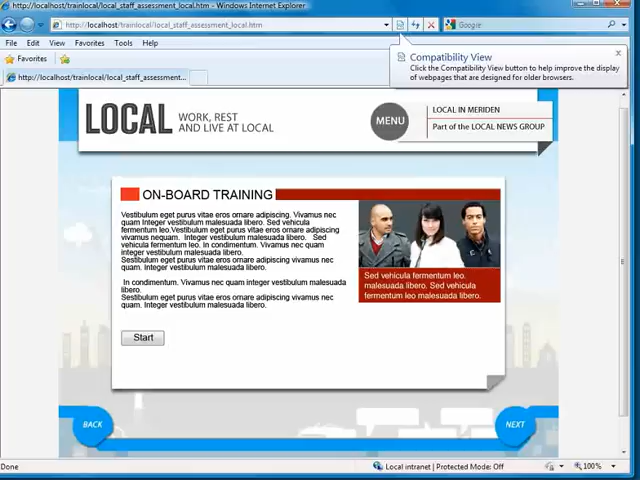 http://localhost/trainlocal/local_staff_assessment_local.htm - Windows Internet Explorer
http://localhost/trainlocal/local_staff_assessment_local.htm
Google
File Edit View Favorites Tools Help
Compatibility View
Click the Compatibility View button to help improve the display
of webpages that are designed for older browsers.
Favorites
http://localhost/trainlocal/local_staff_assessment...
LOCAL
WORK, REST
AND LIVE AT LOCAL
MENU
LOCAL IN MERIDEN
Part of the LOCAL NEWS GROUP
ON-BOARD TRAINING
Vestibulum eget purus vitae eros ornare adipiscing. Vivamus nec
quam Integer vestibulum malesuada libero. Sed vehicula
fermentum leo.Vestibulum eget purus vitae eros ornare adipiscing
vivamus nequam. Integer vestibulum malesuada libero. Sed
vehicula fermentum leo. In condimentum. Vivamus nec quam
integer vestibulum malesuada libero.
Sestibulum eget purus vitae eros ornare adipiscing. Vivamus nec
quam. Integer vestibulum malesuada libero.
In condimentum. Vivamus nec quam integer vestibulum malesuada
libero.
Sestibulum eget purus vitae eros ornare adipiscing. Vivamus nec
quam. Integer vestibulum malesuada libero.
Sed vehicula fermentum leo.
malesuada libero. Sed vehicula
fermentum leo malesuada libero.
Start
BACK
NEXT
Done
Local intranet | Protected Mode: Off
100%